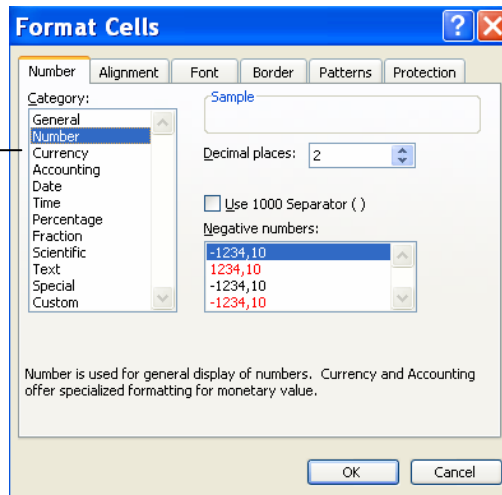 Format Cells
Number Alignment Font Border Patterns Protection
Category:
General
Number
Currency
Accounting
Date
Time
Percentage
Fraction
Scientific
Text
Special
Custom
Sample
Decimal places: 2
Use 1000 Separator ( )
Negative numbers:
-1234,10
1234,10
-1234,10
-1234,10
Number is used for general display of numbers. Currency and Accounting
offer specialized formatting for monetary value.
OK Cancel